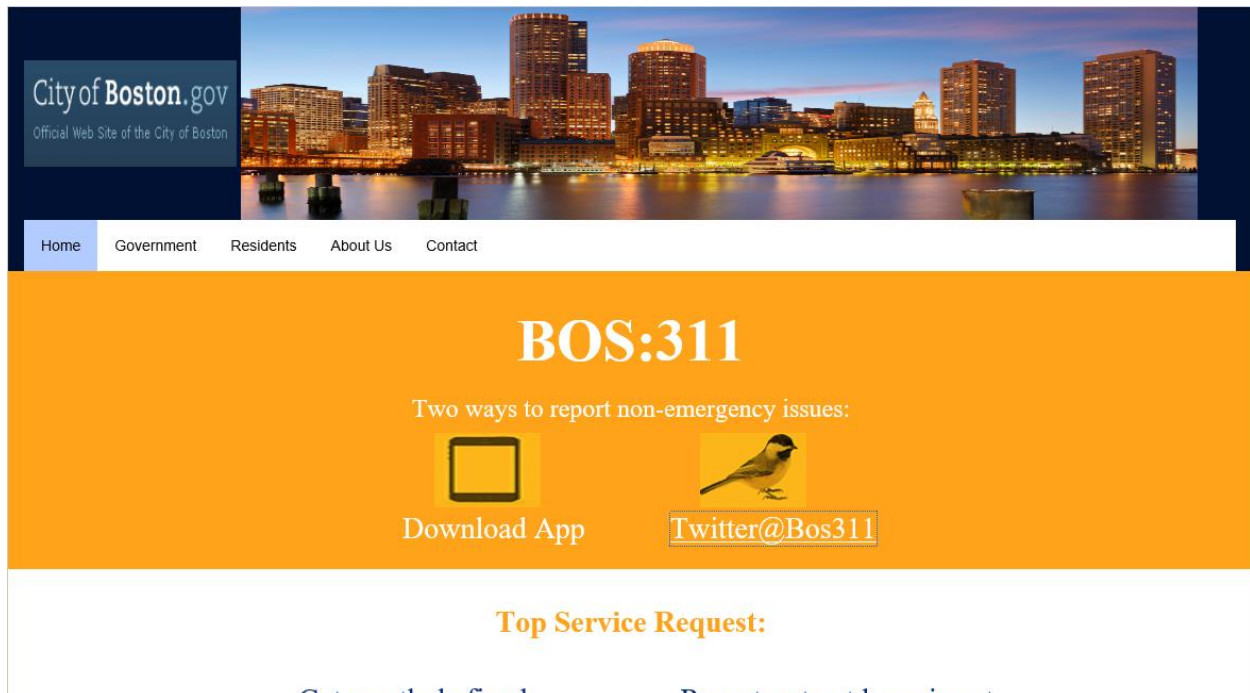 City of Boston.gov
Official Web Site of the City of Boston
Home Government Residents About Us Contact
BOS:311
Two ways to report non-emergency issues:
Download App Twitter@Bos311
Top Service Request: